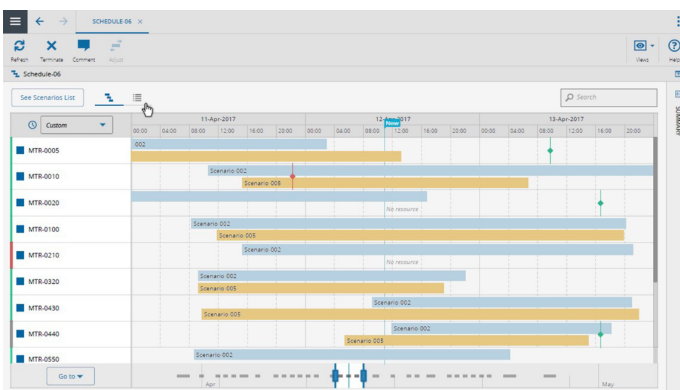 SCHEDULE-06 ×
Refresh Terminate Comment Adjust Views Help
Schedule-06
See Scenarios List Search
SUMMARY
Custom
11-Apr-2017 12-Apr-2017 13-Apr-2017
Now
00:00 04:00 08:00 12:00 16:00 20:00 00:00 04:00 08:00 12:00 16:00 20:00 00:00 04:00 08:00 12:00 16:00 20:00
002
MTR-0005
Scenario 002
MTR-0010
Scenario 005
MTR-0020
No resource
Scenario 002
MTR-0100
Scenario 005
Scenario 002
MTR-0210
No resource
Scenario 002
MTR-0320
Scenario 005
Scenario 002
MTR-0430
Scenario 005
Scenario 002
MTR-0440
Scenario 005
Scenario 002
MTR-0550
Go to
Apr May